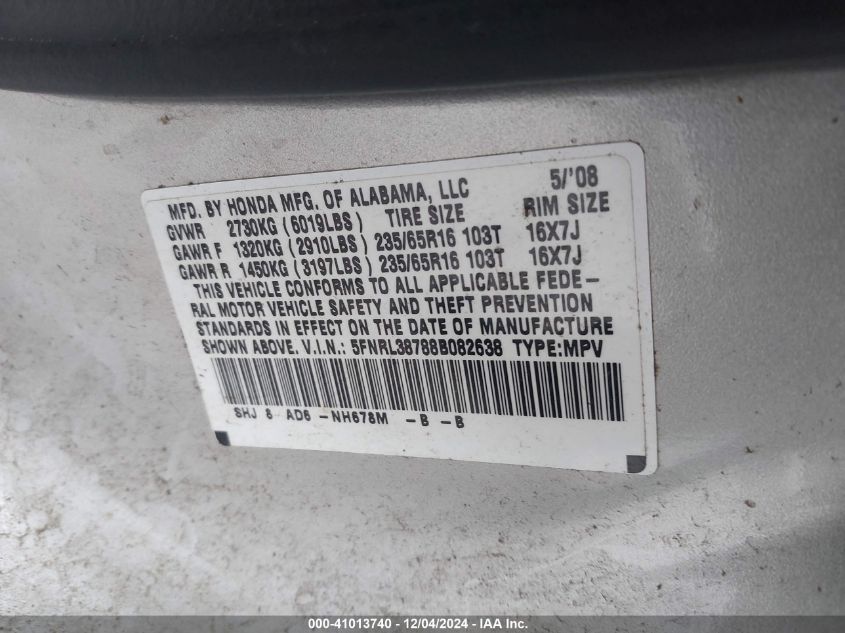 MFD. BY HONDA MFG. OF ALABAMA, LLC 5/'08
GVWR 2730KG (6019LBS) TIRE SIZE RIM SIZE
GAWR F 1320KG (2910LBS) 235/65R16 103T 16X7J
GAWR R 1450KG (3197LBS) 235/65R16 103T 16X7J
THIS VEHICLE CONFORMS TO ALL APPLICABLE FEDE-
RAL MOTOR VEHICLE SAFETY AND THEFT PREVENTION
STANDARDS IN EFFECT ON THE DATE OF MANUFACTURE
SHOWN ABOVE. V.I.N.: 5FNRL38788B082638 TYPE:MPV
SHJ 8 AD6 -NH678M -B -B
000-41013740 - 12/04/2024 - IAA Inc.